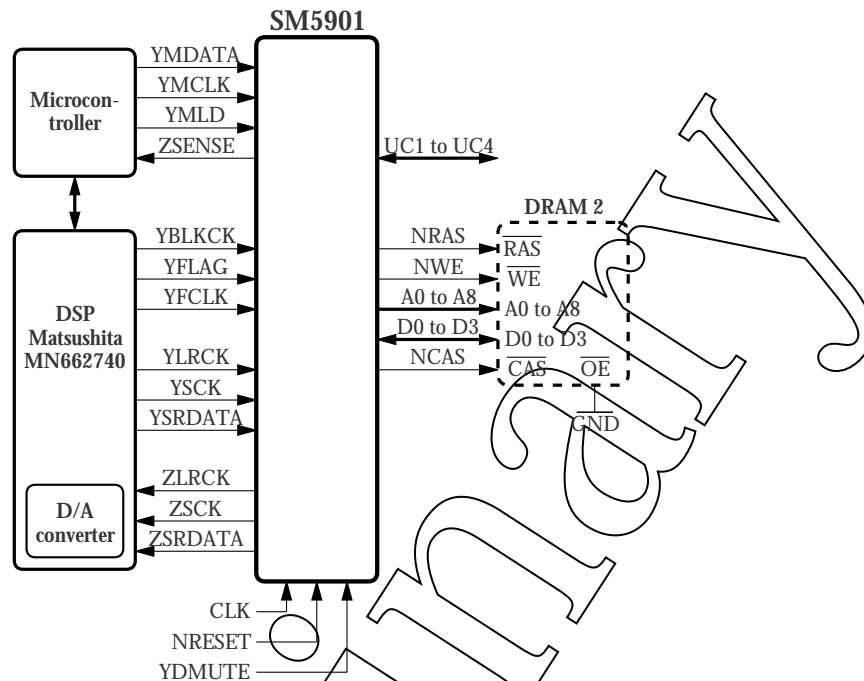 SM5901
Microcon-
troller
YMDATA
YMCLK
YMLD
ZSENSE
DSP
Matsushita
MN662740
YBLKCK
YFLAG
YFCLK
YLRCK
YSCK
YSRDATA
D/A
converter
ZLRCK
ZSCK
ZSRDATA
CLK
NRESET
YDMUTE
UC1 to UC4
DRAM 2
NRAS
RAS
NWE
WE
A0 to A8
A0 to A8
D0 to D3
D0 to D3
NCAS
CAS
OE
GND
nary